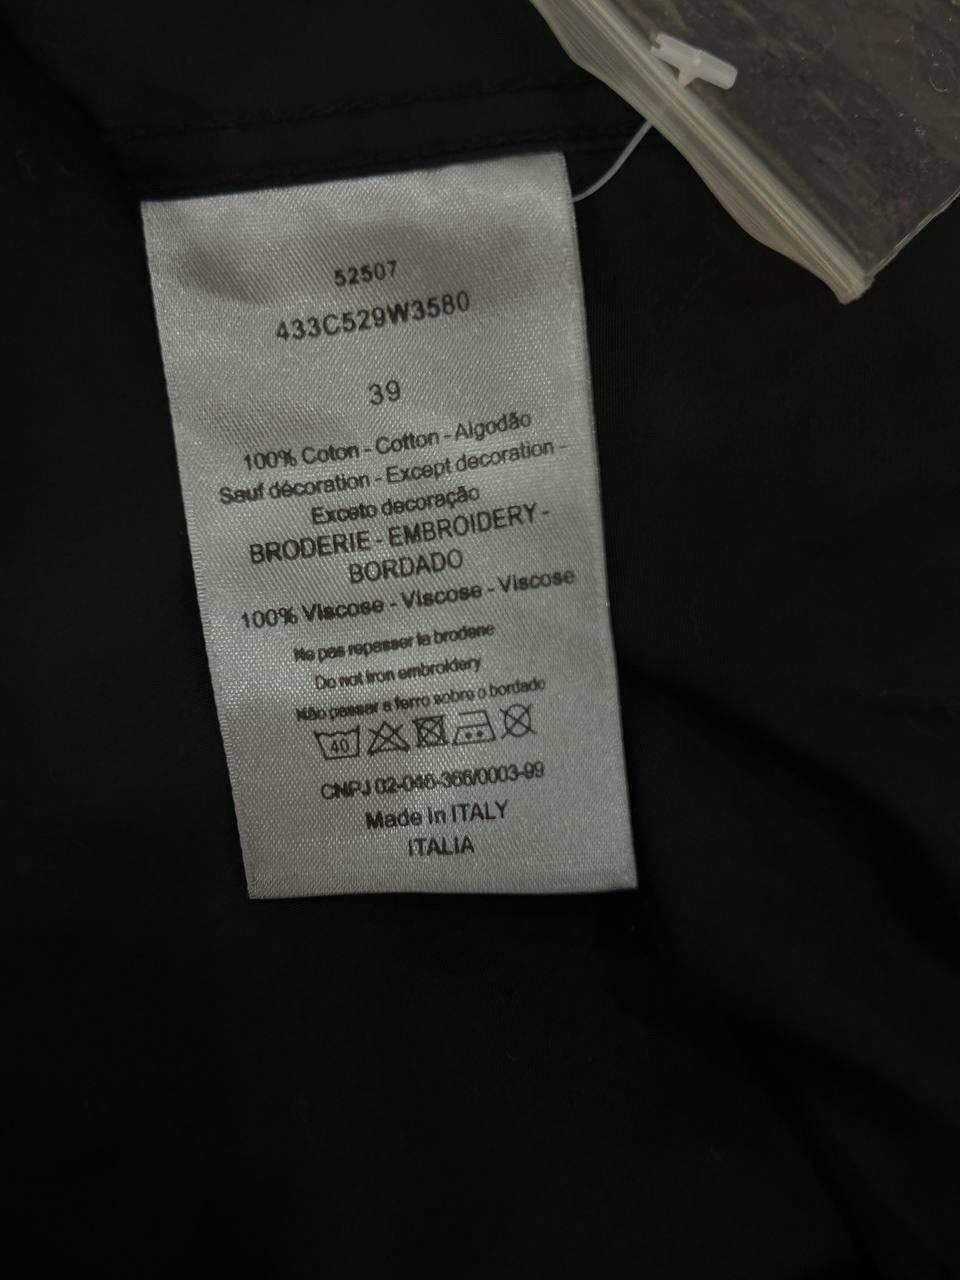 52507
433C529W3580
39
100% Coton - Cotton - Algodão
Sauf décoration - Except decoration -
Exceto decoração
BRODERIE - EMBROIDERY -
BORDADO
100% Viscose - Viscose - Viscose
Ne pas repasser la broderie
Do not iron embroidery
Não passar a ferro sobre o bordado
40
CNPJ 02-046-366/0003-99
Made in ITALY
ITALIA